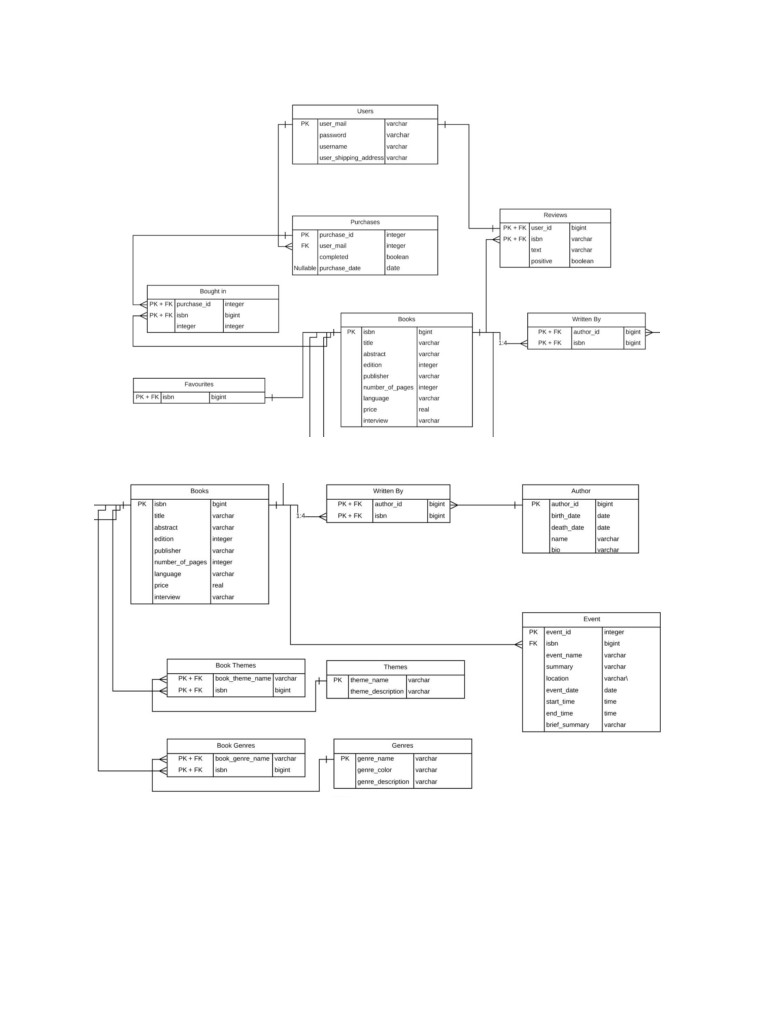 Users
PK user_mail varchar
password varchar
username varchar
user_shipping_address varchar
Reviews
PK + FK user_id bigint
PK + FK isbn varchar
text varchar
positive boolean
Purchases
PK purchase_id integer
FK user_mail integer
completed boolean
Nullable purchase_date date
Bought in
PK + FK purchase_id integer
PK + FK isbn bigint
integer integer
Books
PK isbn bgint
title varchar
abstract varchar
edition integer
publisher varchar
number_of_pages integer
language varchar
price real
interview varchar
1:4
Written By
PK + FK author_id bigint
PK + FK isbn bigint
Favourites
PK + FK isbn bigint
Books
PK isbn bgint
title varchar
abstract varchar
edition integer
publisher varchar
number_of_pages integer
language varchar
price real
interview varchar
1:4
Written By
PK + FK author_id bigint
PK + FK isbn bigint
Author
PK author_id bigint
birth_date date
death_date date
name varchar
bio varchar
Event
PK event_id integer
FK isbn bigint
event_name varchar
summary varchar
location varchar\
event_date date
start_time time
end_time time
brief_summary varchar
Book Themes
PK + FK book_theme_name varchar
PK + FK isbn bigint
Themes
PK theme_name varchar
theme_description varchar
Book Genres
PK + FK book_genre_name varchar
PK + FK isbn bigint
Genres
PK genre_name varchar
genre_color varchar
genre_description varchar